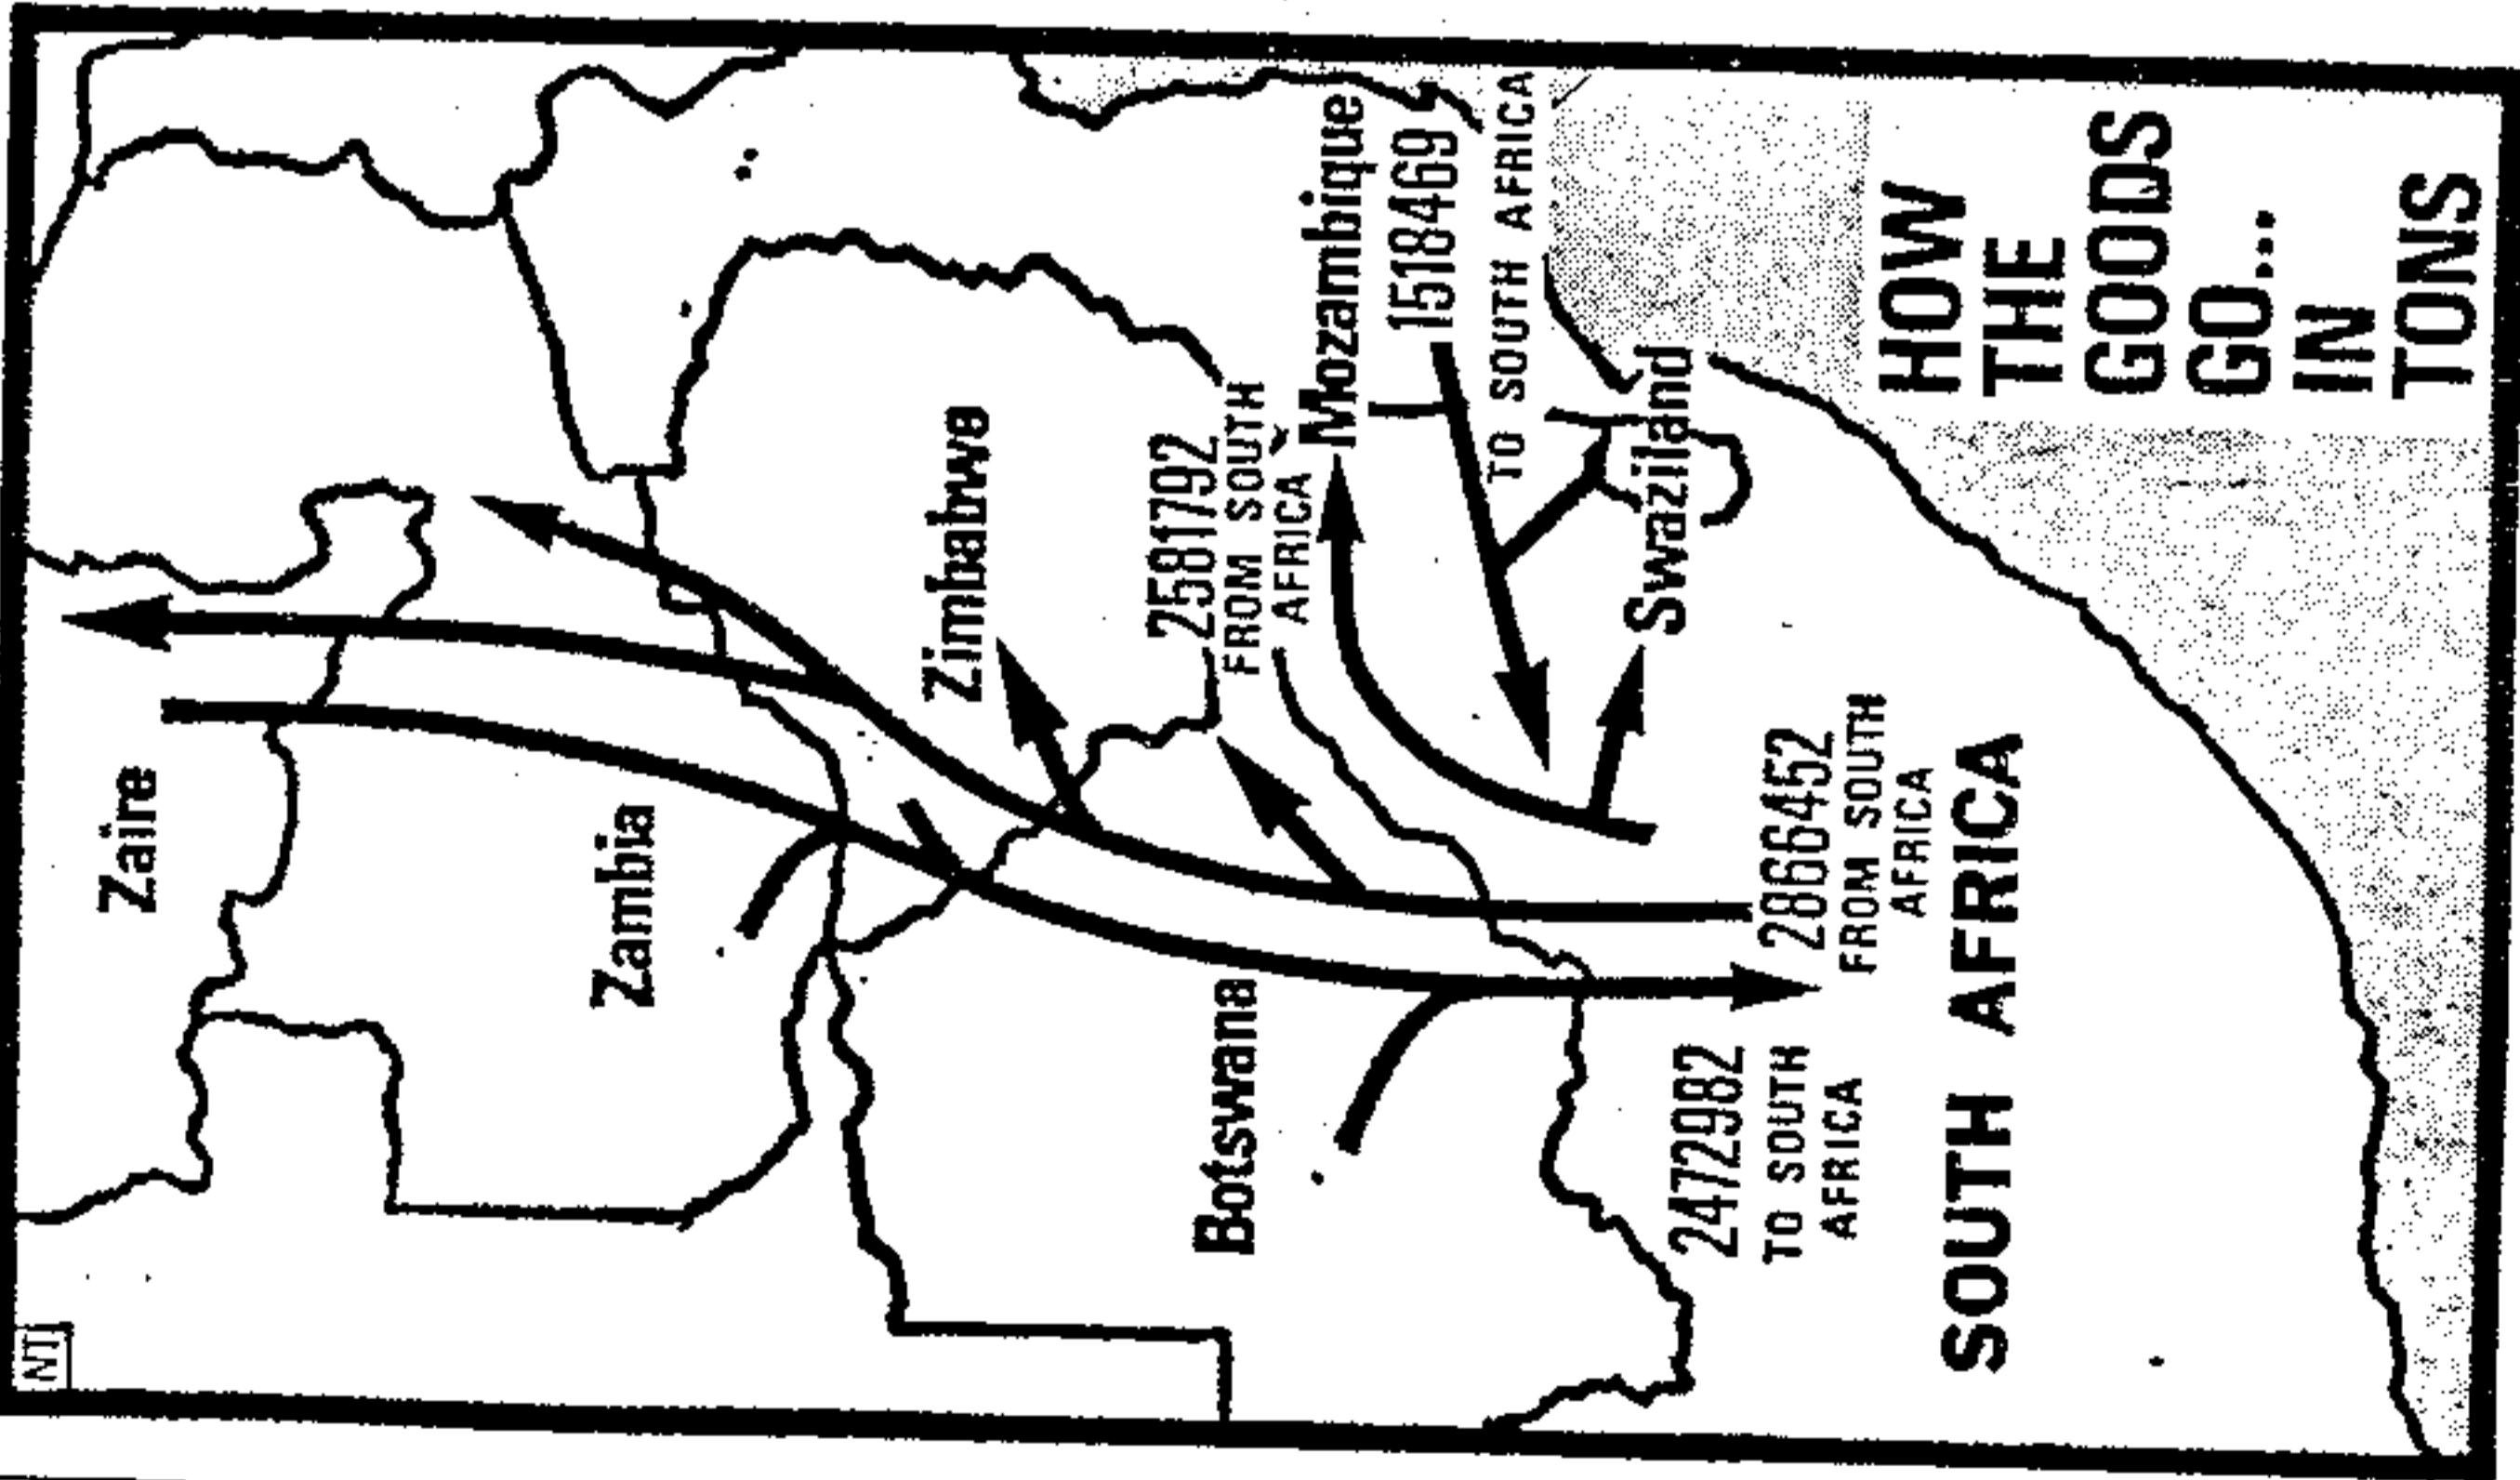 Zaire
Zambia
Zimbabwe
Botswana
2581792
FROM SOUTH
AFRICA
Mozambique
1518469
TO SOUTH AFRICA
Swaziland
2472982
TO SOUTH
AFRICA
2866452
FROM SOUTH
AFRICA
SOUTH AFRICA
HOW
THE
GOODS
GO...
IN
TONS